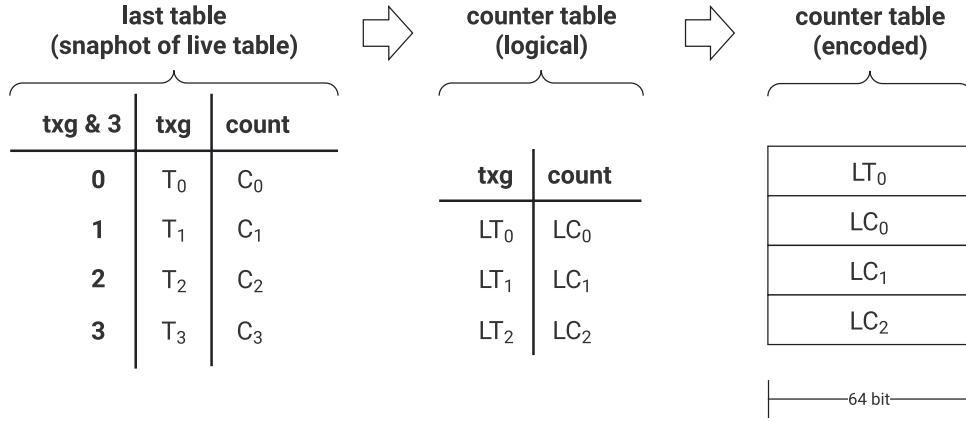 last table
(snaphot of live table)
counter table
(logical)
counter table
(encoded)
txg & 3 txg count
0 T₀ C₀
1 T₁ C₁
2 T₂ C₂
3 T₃ C₃
txg count
LT₀ LC₀
LT₁ LC₁
LT₂ LC₂
LT₀
LC₀
LC₁
LC₂
64 bit